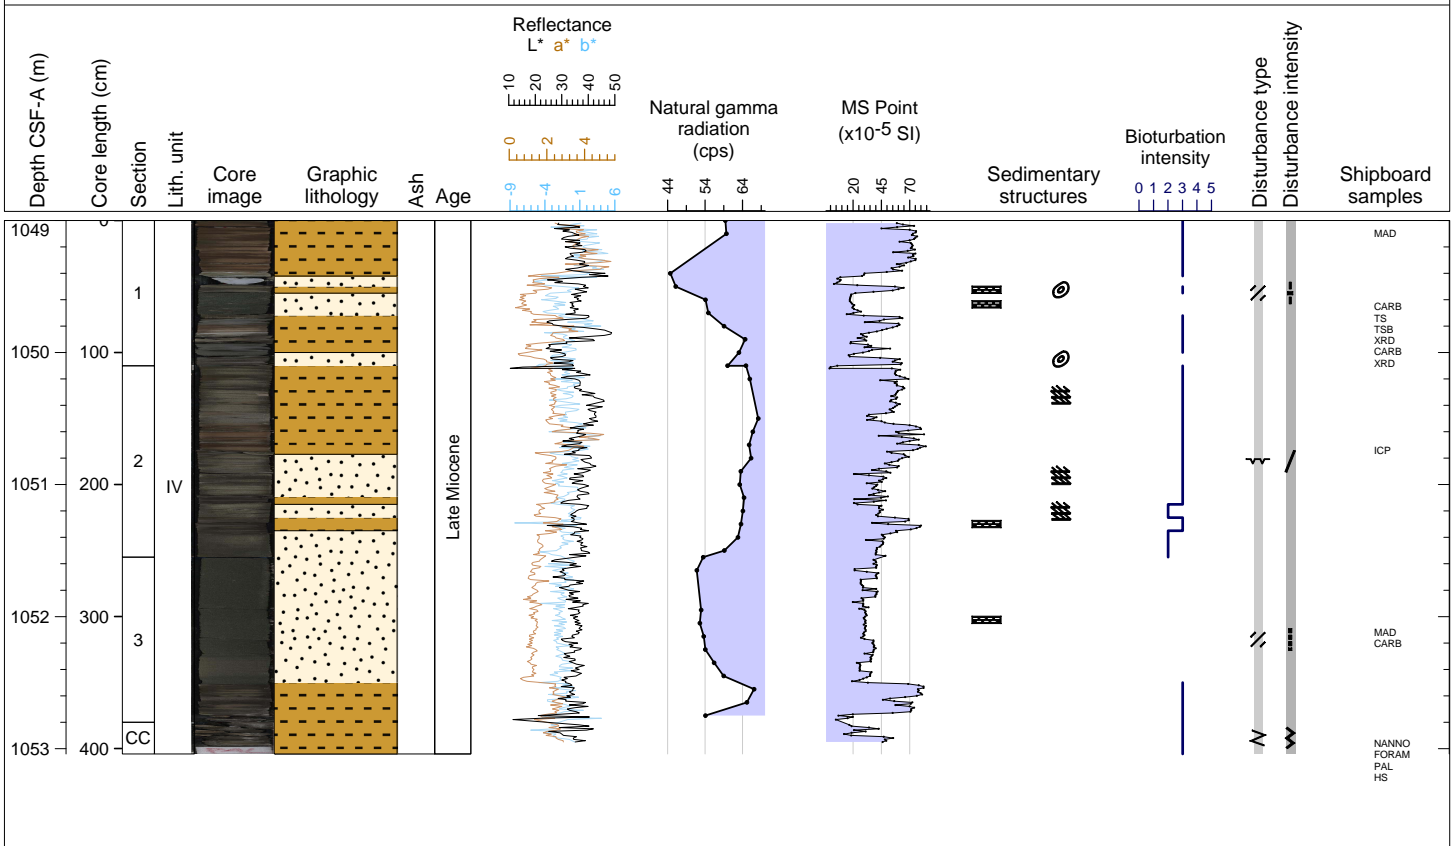 Reflectance
L* a* b*
10 20 30 40 50
0 2 4
-9 -4 1 6
Depth CSF-A (m)
Core length (cm)
Section
Lith. unit
Core image
Graphic lithology
Ash
Age
Natural gamma radiation (cps)
44 54 64
MS Point (x10-5 SI)
20 45 70
Sedimentary structures
Bioturbation intensity
0 1 2 3 4 5
Disturbance type
Disturbance intensity
Shipboard samples
1049
1050
1051
1052
1053
0
100
200
300
400
1
2
3
CC
IV
Late Miocene
MAD
CARB
TS
TSB
XRD
CARB
XRD
ICP
MAD
CARB
NANNO
FORAM
PAL
HS